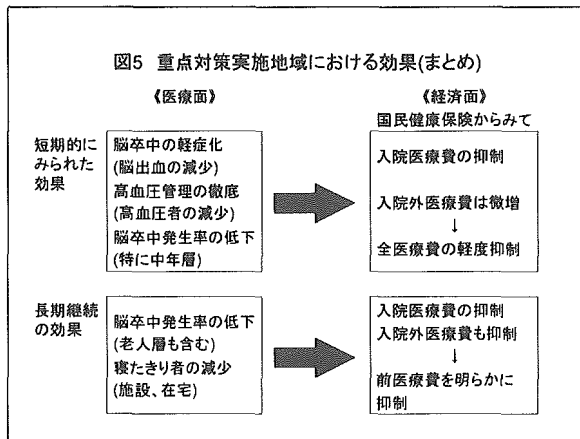 図5 重点対策実施地域における効果(まとめ)
《医療面》
《経済面》
国民健康保険からみて
短期的に
みられた
効果
脳卒中の軽症化
(脳出血の減少)
高血圧管理の徹底
(高血圧者の減少)
脳卒中発生率の低下
(特に中年層)
入院医療費の抑制
入院外医療費は微増
↓
全医療費の軽度抑制
長期継続
の効果
脳卒中発生率の低下
(老人層も含む)
寝たきり者の減少
(施設、在宅)
入院医療費の抑制
入院外医療費も抑制
↓
前医療費を明らかに
抑制